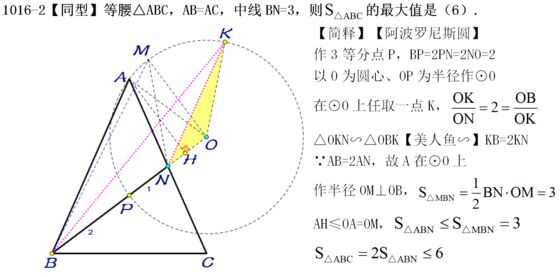 1016-2【同型】等腰△ABC，AB=AC，中线 BN=3，则S△ABC的最大值是（6）.
【简释】【阿波罗尼斯圆】
作3等分点P，BP=2PN=2NO=2
以O为圆心、OP为半径作⊙O
在⊙O上任取一点K，OK/ON=2=OB/OK
△OKN∽△OBK【美人鱼∽】KB=2KN
∵AB=2AN，故A在⊙O上
作半径OM⊥OB，S△MBN=1/2BN·OM=3
AH≤OA=OM，S△ABN≤S△MBN=3
S△ABC=2S△ABN≤6
K
M
A
O
H
N
1
P
2
B
C